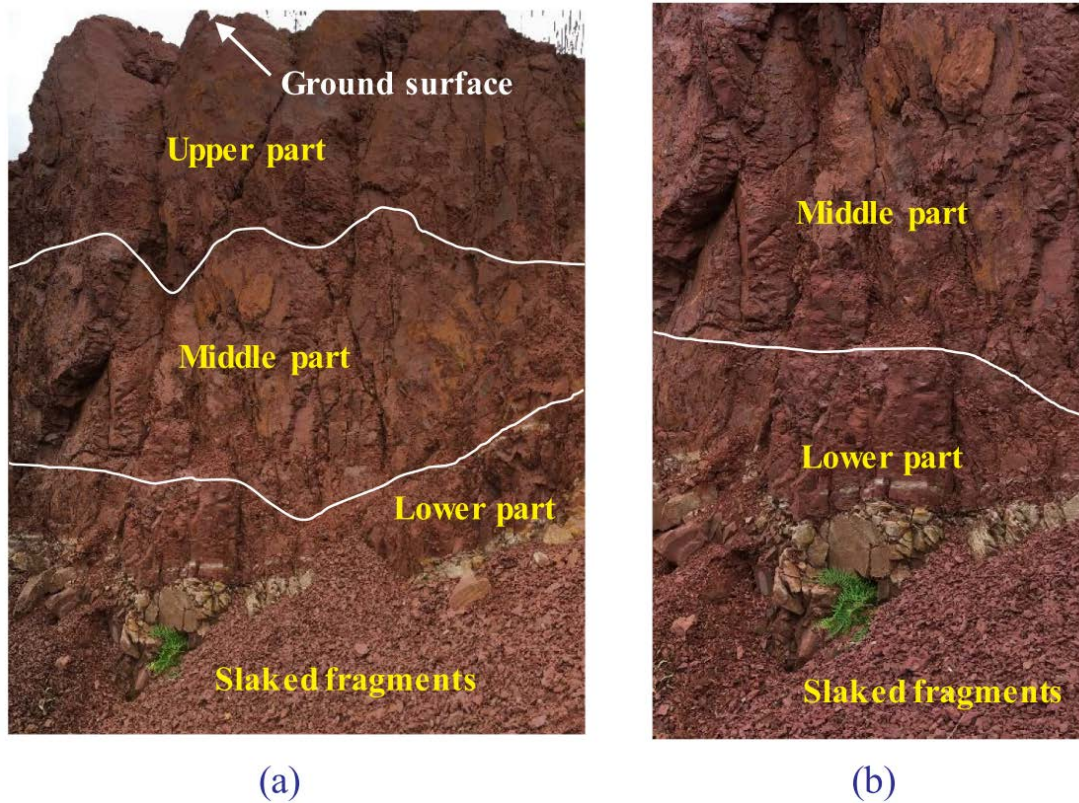 Ground surface
Upper part
Middle part
Lower part
Slaked fragments
(a)
Middle part
Lower part
Slaked fragments
(b)